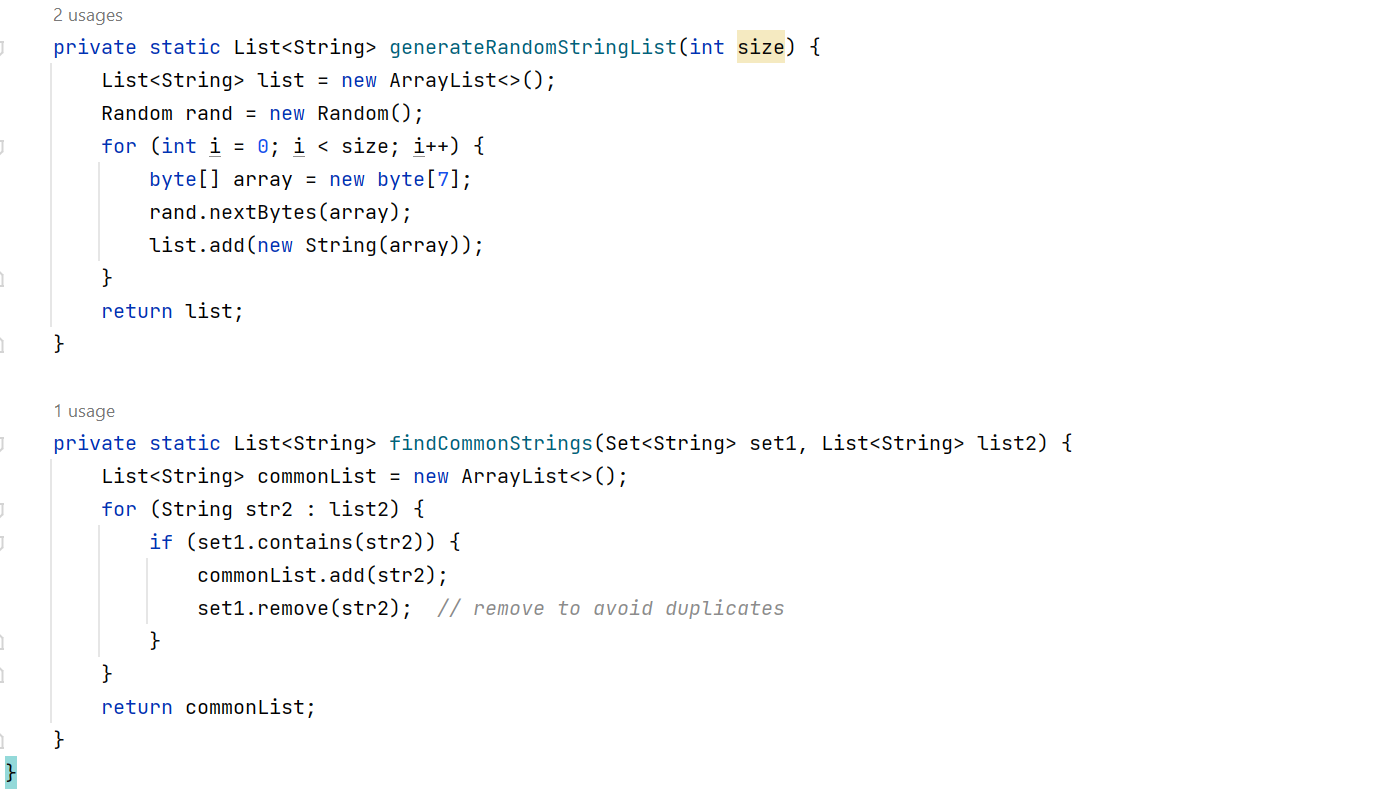 2 usages
private static List<String> generateRandomStringList(int size) {
    List<String> list = new ArrayList<>();
    Random rand = new Random();
    for (int i = 0; i < size; i++) {
        byte[] array = new byte[7];
        rand.nextBytes(array);
        list.add(new String(array));
    }
    return list;
}
1 usage
private static List<String> findCommonStrings(Set<String> set1, List<String> list2) {
    List<String> commonList = new ArrayList<>();
    for (String str2 : list2) {
        if (set1.contains(str2)) {
            commonList.add(str2);
            set1.remove(str2);  // remove to avoid duplicates
        }
    }
    return commonList;
}
}